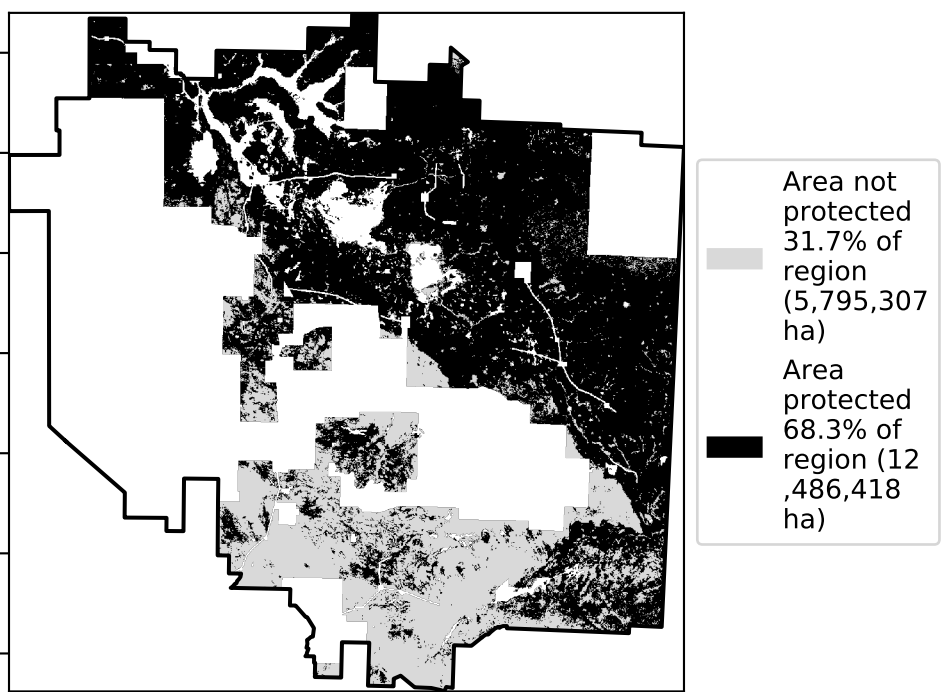 Area not
protected
31.7% of
region
(5,795,307
ha)
Area
protected
68.3% of
region (12
,486,418
ha)